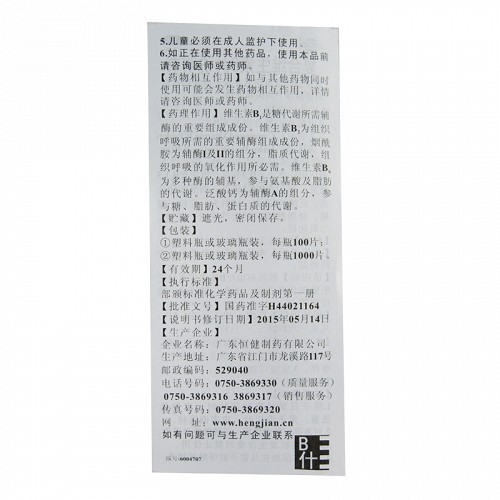 5.儿童必须在成人监护下使用。
6.如正在使用其他药品，使用本品前
请咨询医师或药师。
【药物相互作用】如与其他药物同时
使用可能会发生药物相互作用，详情
请咨询医师或药师。
【药理作用】维生素B₁是糖代谢所需辅
酶的重要组成成份。维生素B₂为组织
呼吸所需的重要辅酶组成成份，烟酰
胺为辅酶I及II的组分，脂质代谢，组
织呼吸的氧化作用所必需。维生素B₆
为多种酶的辅基，参与氨基酸及脂肪
的代谢。泛酸钙为辅酶A的组分，参
与糖、脂肪、蛋白质的代谢。
【贮藏】遮光，密闭保存。
【包装】
①塑料瓶或玻璃瓶装，每瓶100片；
②塑料瓶或玻璃瓶装，每瓶1000片。
【有效期】24个月
【执行标准】
部颁标准化学药品及制剂第一册
【批准文号】国药准字H44021164
【说明书修订日期】2015年05月14日
【生产企业】
企业名称：广东恒健制药有限公司
生产地址：广东省江门市龙溪路117号
邮政编码：529040
电话号码：0750-3869330（质量服务）
0750-3869316 3869317（销售服务）
传真号码：0750-3869320
网 址：www.hengjian.cn
如有问题可与生产企业联系
B
什
编号:6004707